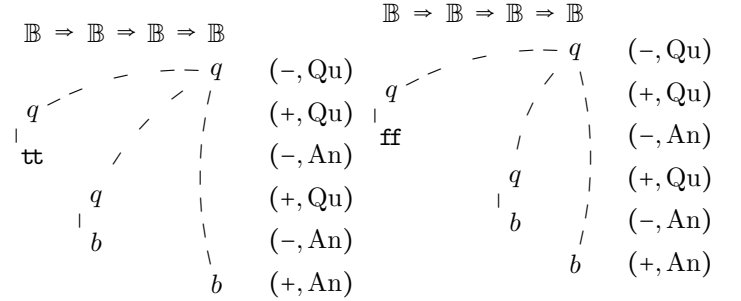 𝔹 ⇒ 𝔹 ⇒ 𝔹 ⇒ 𝔹
q (−, Qu)
q (+, Qu)
tt (−, An)
q (+, Qu)
b (−, An)
b (+, An)
𝔹 ⇒ 𝔹 ⇒ 𝔹 ⇒ 𝔹
q (−, Qu)
q (+, Qu)
ff (−, An)
q (+, Qu)
b (−, An)
b (+, An)